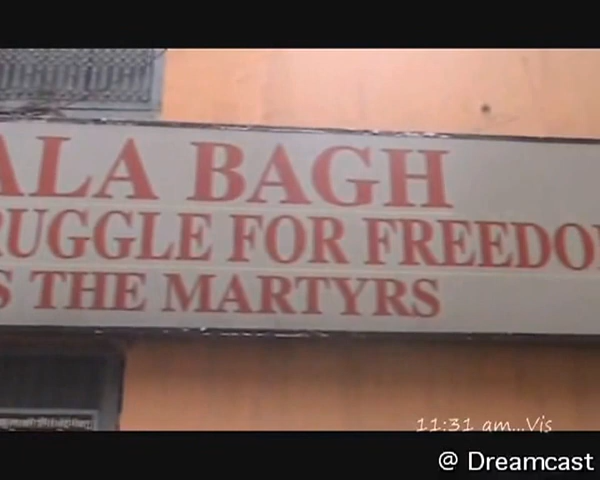 ALA BAGH
RUGGLE FOR FREEDO
S THE MARTYRS
11:31 am...Vis
@ Dreamcast